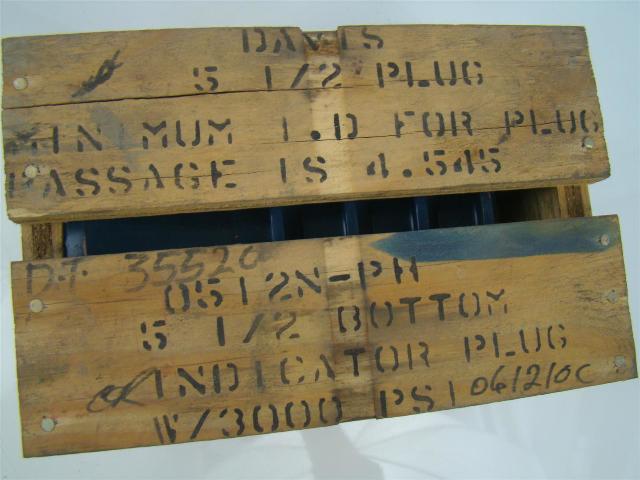 DAVIS
5 1/2 PLUG
MINIMUM I.D FOR PLUG
PASSAGE IS 4.545
D.T. 35520
0512N-PH
5 1/2 BOTTOM
INDICATOR PLUG
W/3000 PSI 061210C